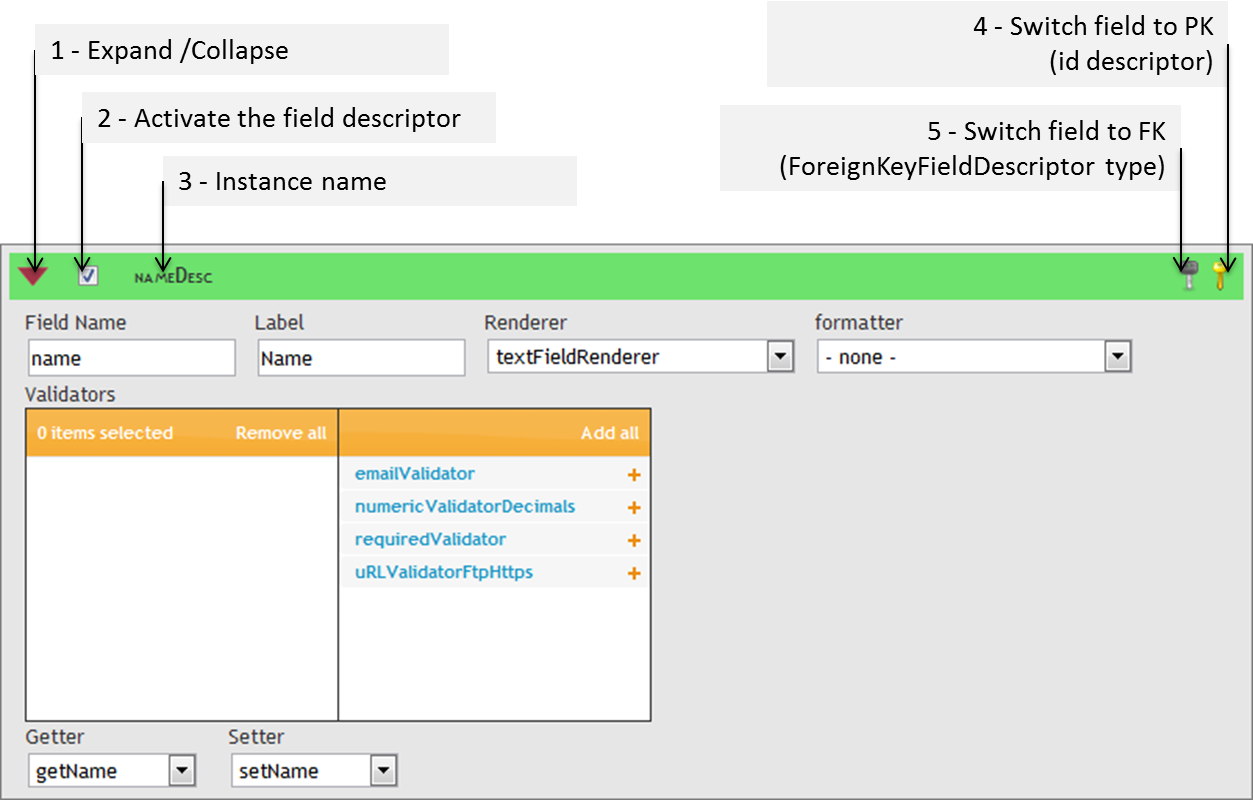 1 - Expand /Collapse
4 - Switch field to PK
(id descriptor)
2 - Activate the field descriptor
5 - Switch field to FK
(ForeignKeyFieldDescriptor type)
3 - Instance name
nameDesc
Field Name
Label
Renderer
formatter
name
Name
textFieldRenderer
- none -
Validators
0 items selected
Remove all
Add all
emailValidator +
numericValidatorDecimals +
requiredValidator +
uRLValidatorFtpHttps +
Getter
Setter
getName
setName